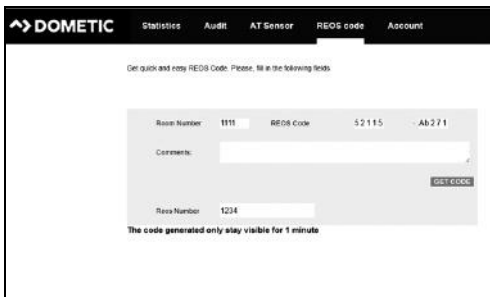 DOMETIC Statistics Audit AT Sensor REOS code Account
Get quick and easy REOS Code. Please, fill in the following fields
Room Number 1111 REOS Code 52115 - Ab271
Comments:
GET CODE
Reos Number 1234
The code generated only stay visible for 1 minute